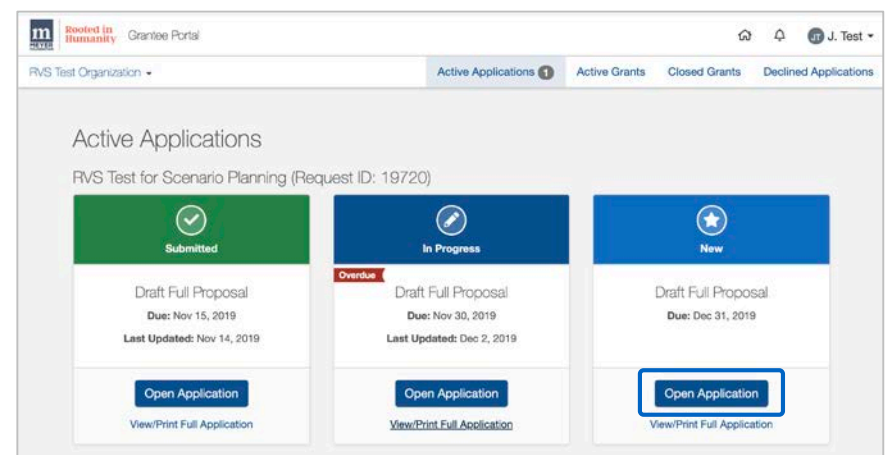 m
MEYER
Rooted in
Humanity
Grantee Portal
JT J. Test
RVS Test Organization
Active Applications 1
Active Grants
Closed Grants
Declined Applications
Active Applications
RVS Test for Scenario Planning (Request ID: 19720)
Submitted
Draft Full Proposal
Due: Nov 15, 2019
Last Updated: Nov 14, 2019
Open Application
View/Print Full Application
In Progress
Overdue
Draft Full Proposal
Due: Nov 30, 2019
Last Updated: Dec 2, 2019
Open Application
View/Print Full Application
New
Draft Full Proposal
Due: Dec 31, 2019
Open Application
View/Print Full Application